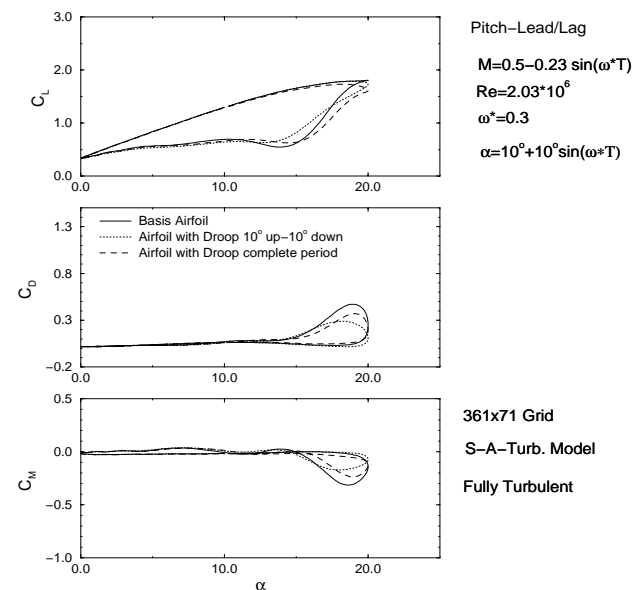 Pitch−Lead/Lag
M=0.5−0.23 sin(ω*T)
Re=2.03*10⁶
ω*=0.3
α=10°+10°sin(ω*T)
3.0
2.0
1.0
0.0
C_L
0.0 10.0 20.0
1.3
0.8
0.3
−0.2
C_D
Basis Airfoil
Airfoil with Droop 10° up−10° down
Airfoil with Droop complete period
0.0 10.0 20.0
0.5
0.0
−0.5
−1.0
C_M
0.0 10.0 20.0
α
361x71 Grid
S−A−Turb. Model
Fully Turbulent